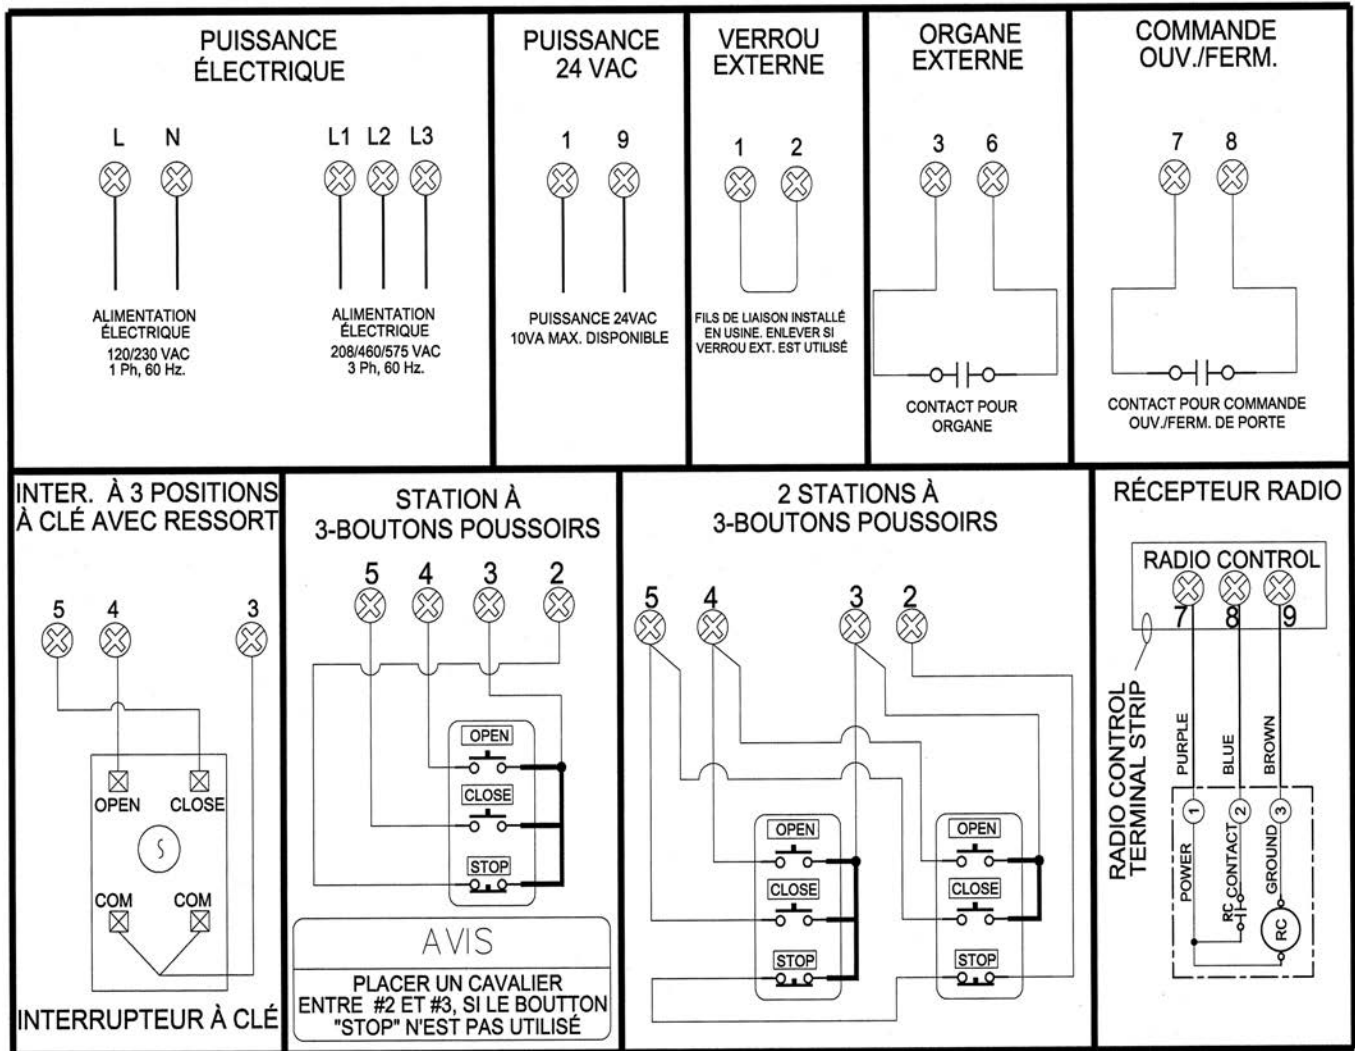 PUISSANCE
ÉLECTRIQUE
L N
L1 L2 L3
ALIMENTATION
ÉLECTRIQUE
120/230 VAC
1 Ph, 60 Hz.
ALIMENTATION
ÉLECTRIQUE
208/460/575 VAC
3 Ph, 60 Hz.
PUISSANCE
24 VAC
1 9
PUISSANCE 24VAC
10VA MAX. DISPONIBLE
VERROU
EXTERNE
1 2
FILS DE LIAISON INSTALLÉ
EN USINE. ENLEVER SI
VERROU EXT. EST UTILISÉ
ORGANE
EXTERNE
3 6
CONTACT POUR
ORGANE
COMMANDE
OUV./FERM.
7 8
CONTACT POUR COMMANDE
OUV./FERM. DE PORTE
INTER. À 3 POSITIONS
À CLÉ AVEC RESSORT
5 4 3
OPEN CLOSE
S
COM COM
INTERRUPTEUR À CLÉ
STATION À
3-BOUTONS POUSSOIRS
5 4 3 2
OPEN
CLOSE
STOP
AVIS
PLACER UN CAVALIER
ENTRE #2 ET #3, SI LE BOUTTON
"STOP" N'EST PAS UTILISÉ
2 STATIONS À
3-BOUTONS POUSSOIRS
5 4 3 2
OPEN OPEN
CLOSE CLOSE
STOP STOP
RÉCEPTEUR RADIO
RADIO CONTROL
7 8 9
RADIO CONTROL
TERMINAL STRIP
PURPLE
BLUE
BROWN
1 2 3
POWER
RC CONTACT
GROUND
RC